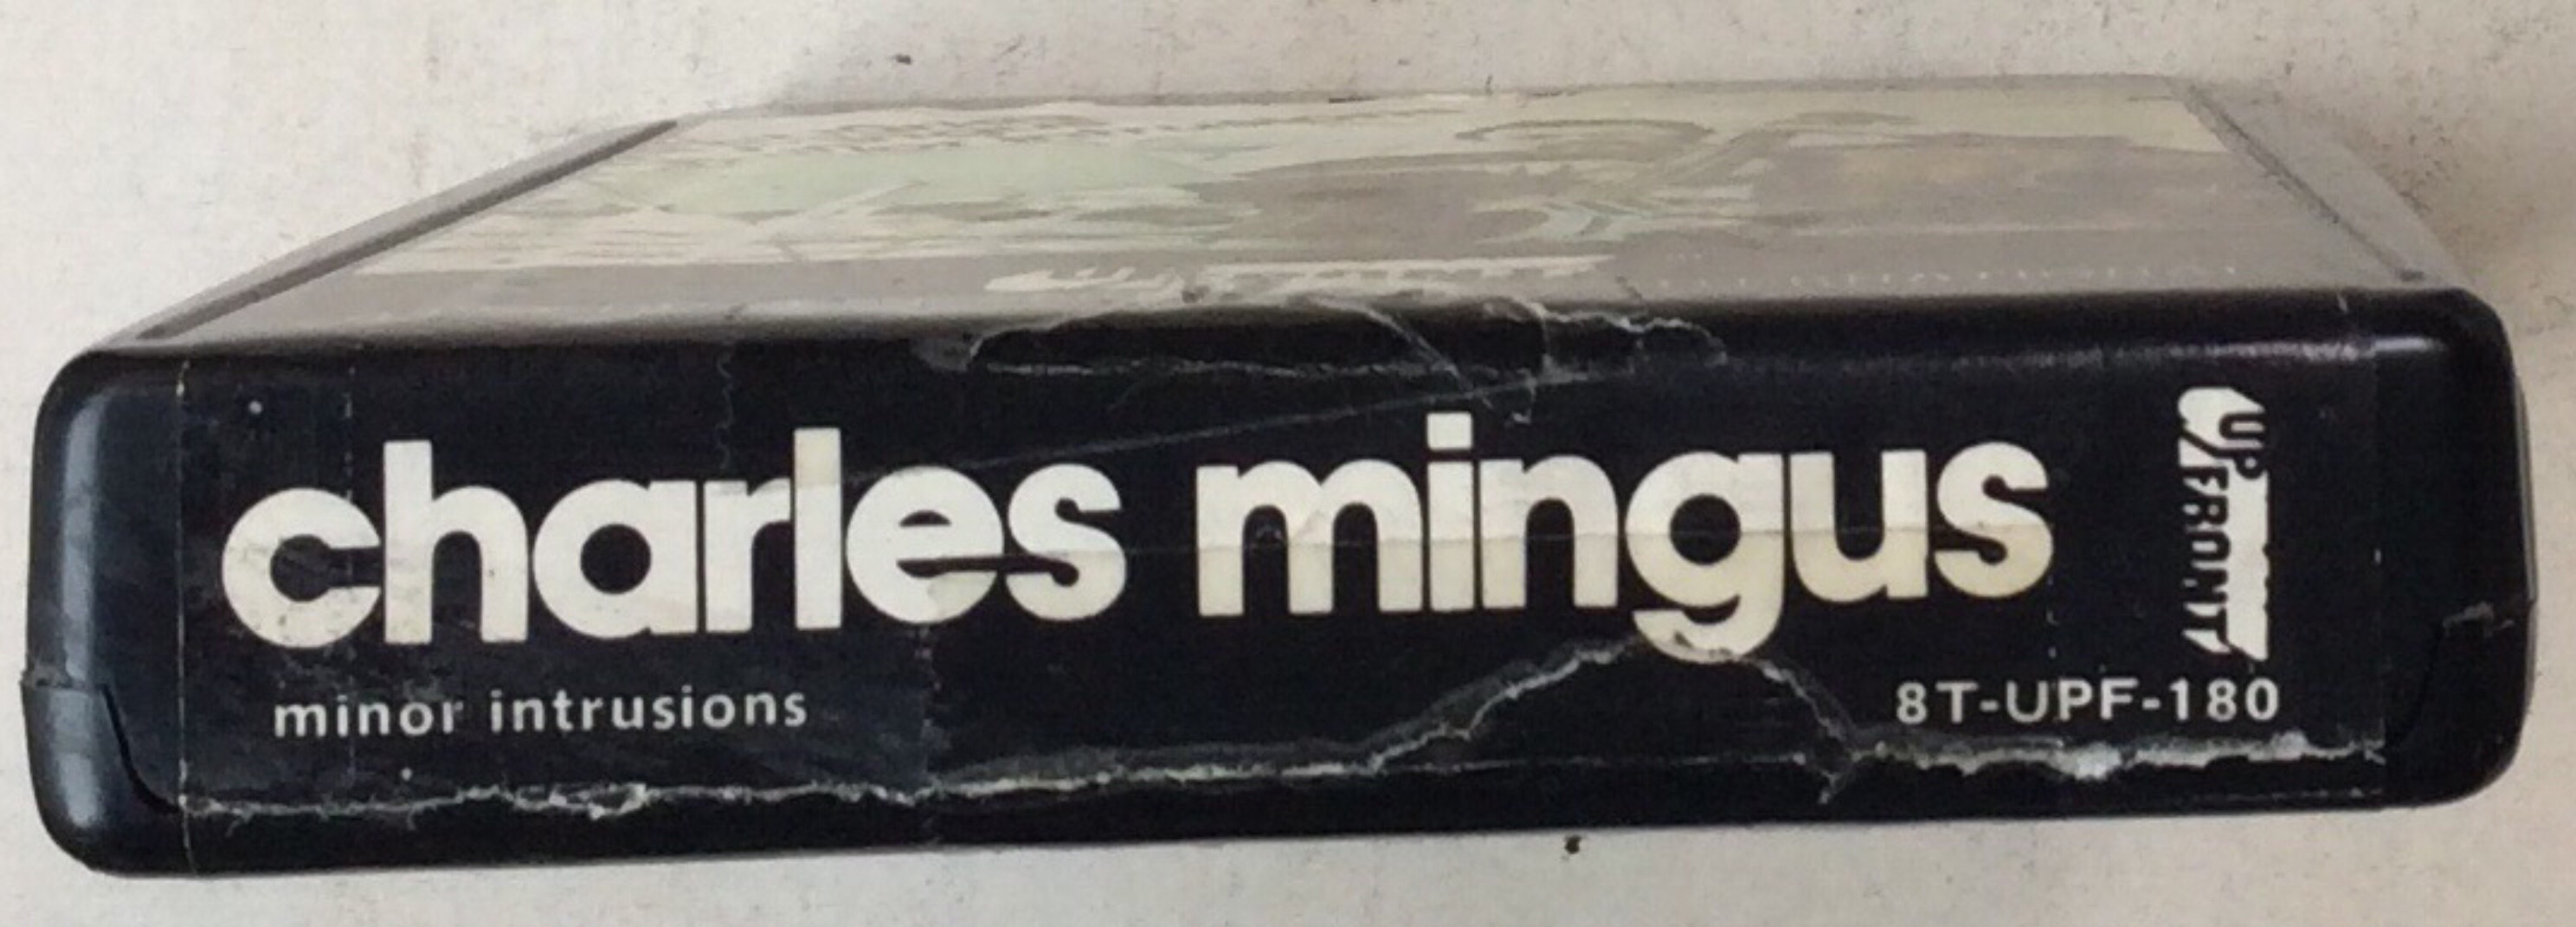 charles mingus
UP FRONT
minor intrusions
8T-UPF-180